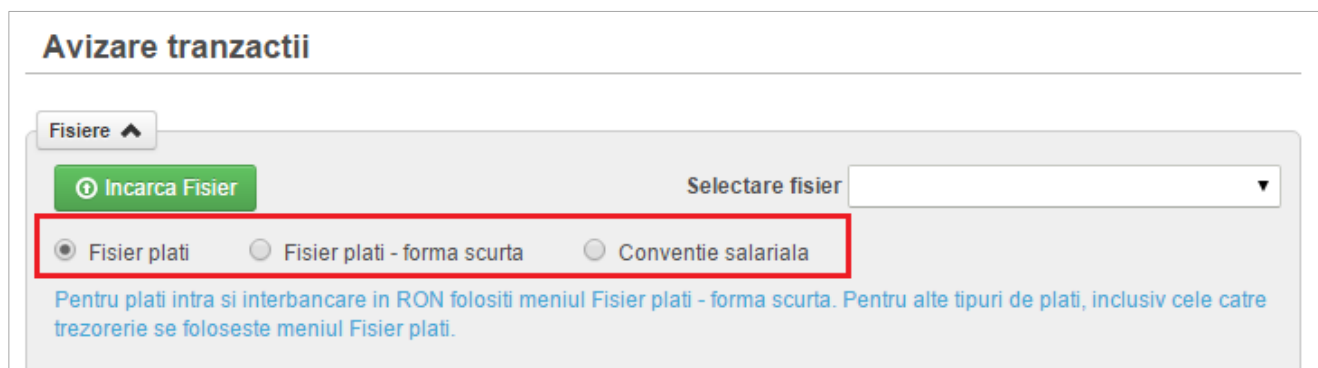 Avizare tranzactii
Fisiere
Incarca Fisier
Selectare fisier
Fisier plati
Fisier plati - forma scurta
Conventie salariala
Pentru plati intra si interbancare in RON folositi meniul Fisier plati - forma scurta. Pentru alte tipuri de plati, inclusiv cele catre
trezorerie se foloseste meniul Fisier plati.